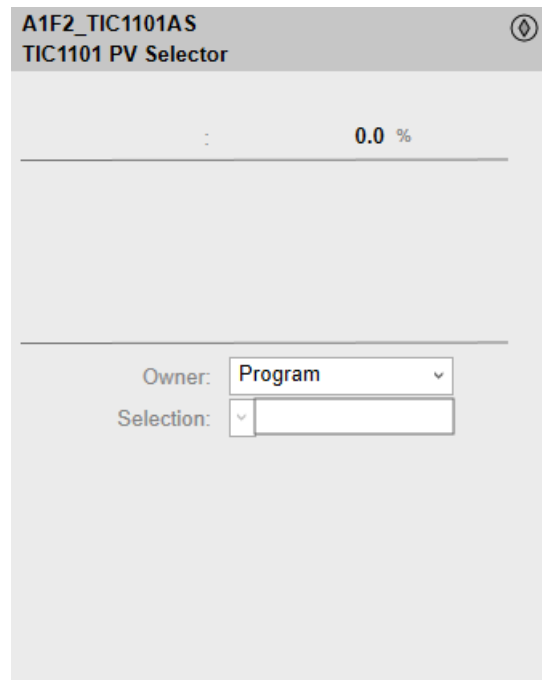 A1F2_TIC1101AS
TIC1101 PV Selector
: 0.0 %
Owner: Program
Selection: